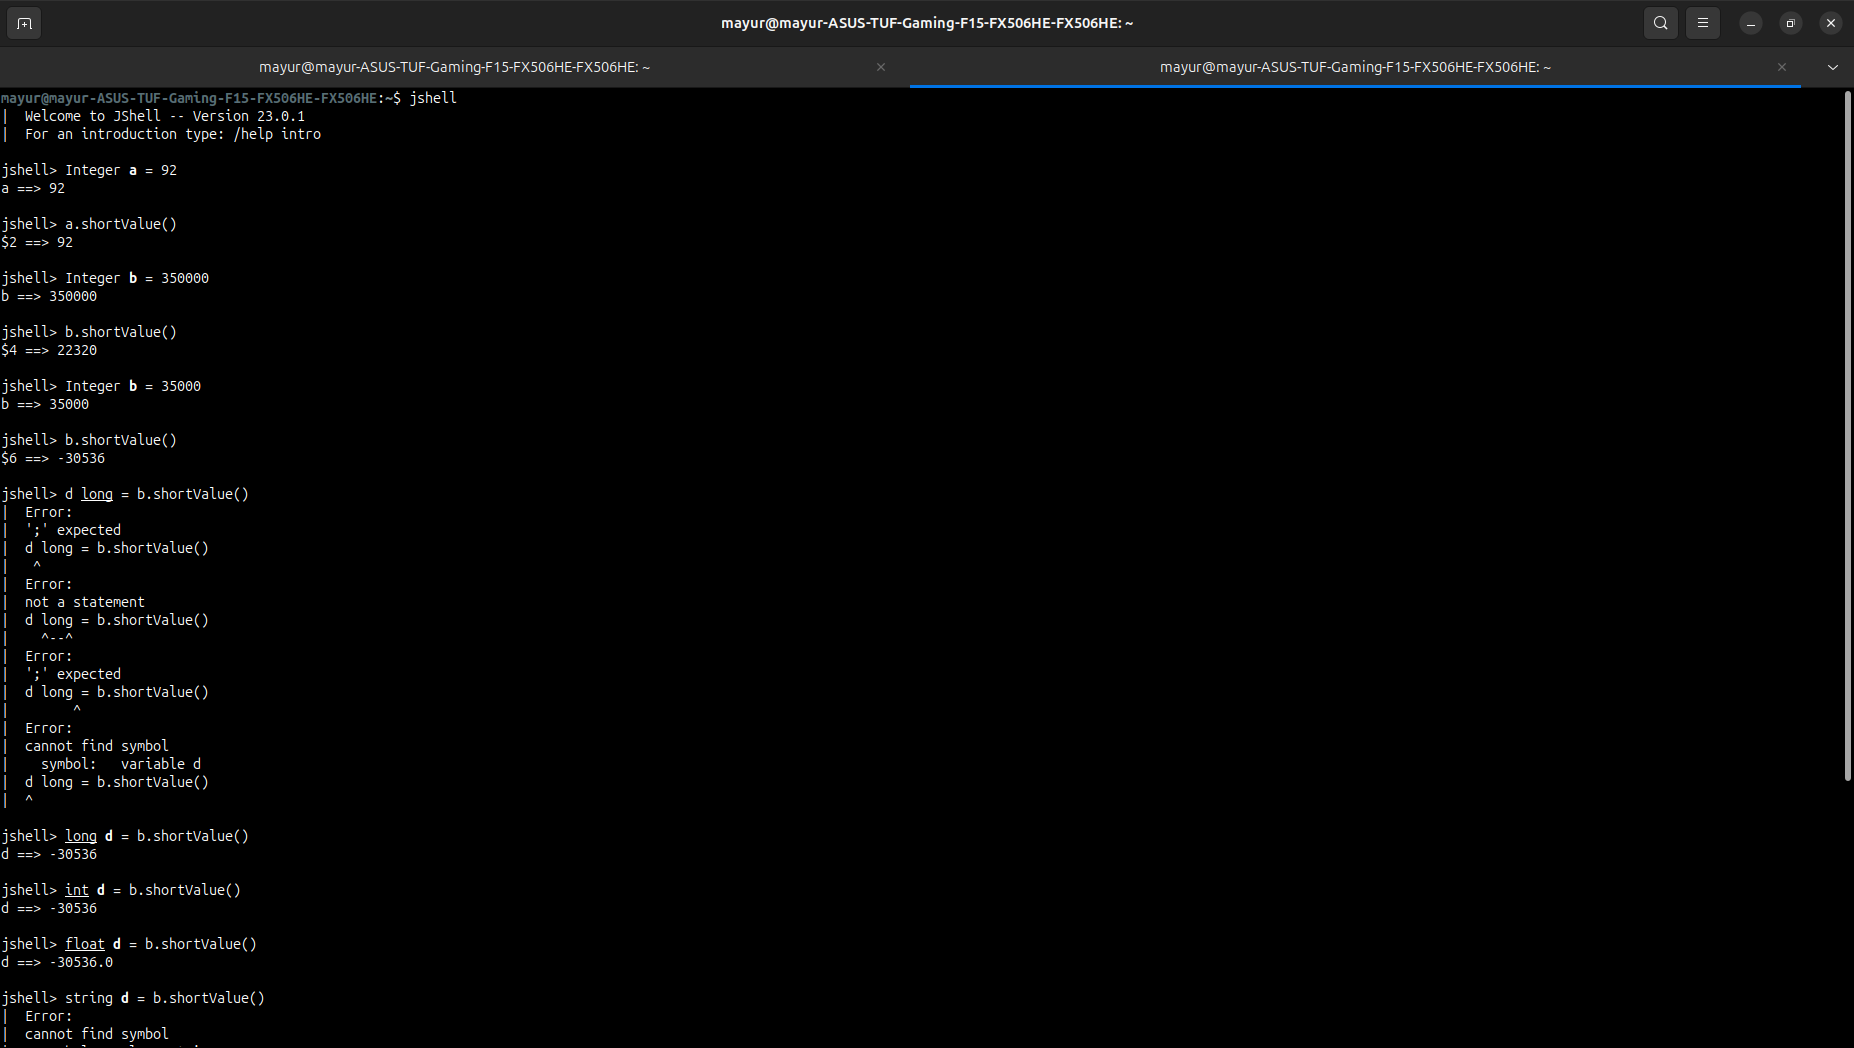 mayur@mayur-ASUS-TUF-Gaming-F15-FX506HE-FX506HE: ~
mayur@mayur-ASUS-TUF-Gaming-F15-FX506HE-FX506HE: ~
mayur@mayur-ASUS-TUF-Gaming-F15-FX506HE-FX506HE: ~
mayur@mayur-ASUS-TUF-Gaming-F15-FX506HE-FX506HE:~$ jshell
|  Welcome to JShell -- Version 23.0.1
|  For an introduction type: /help intro
jshell> Integer a = 92
a ==> 92
jshell> a.shortValue()
$2 ==> 92
jshell> Integer b = 350000
b ==> 350000
jshell> b.shortValue()
$4 ==> 22320
jshell> Integer b = 35000
b ==> 35000
jshell> b.shortValue()
$6 ==> -30536
jshell> d long = b.shortValue()
|  Error:
|  ';' expected
|  d long = b.shortValue()
|   ^
|  Error:
|  not a statement
|  d long = b.shortValue()
|    ^--^
|  Error:
|  ';' expected
|  d long = b.shortValue()
|        ^
|  Error:
|  cannot find symbol
|    symbol:   variable d
|  d long = b.shortValue()
|  ^
jshell> long d = b.shortValue()
d ==> -30536
jshell> int d = b.shortValue()
d ==> -30536
jshell> float d = b.shortValue()
d ==> -30536.0
jshell> string d = b.shortValue()
|  Error:
|  cannot find symbol